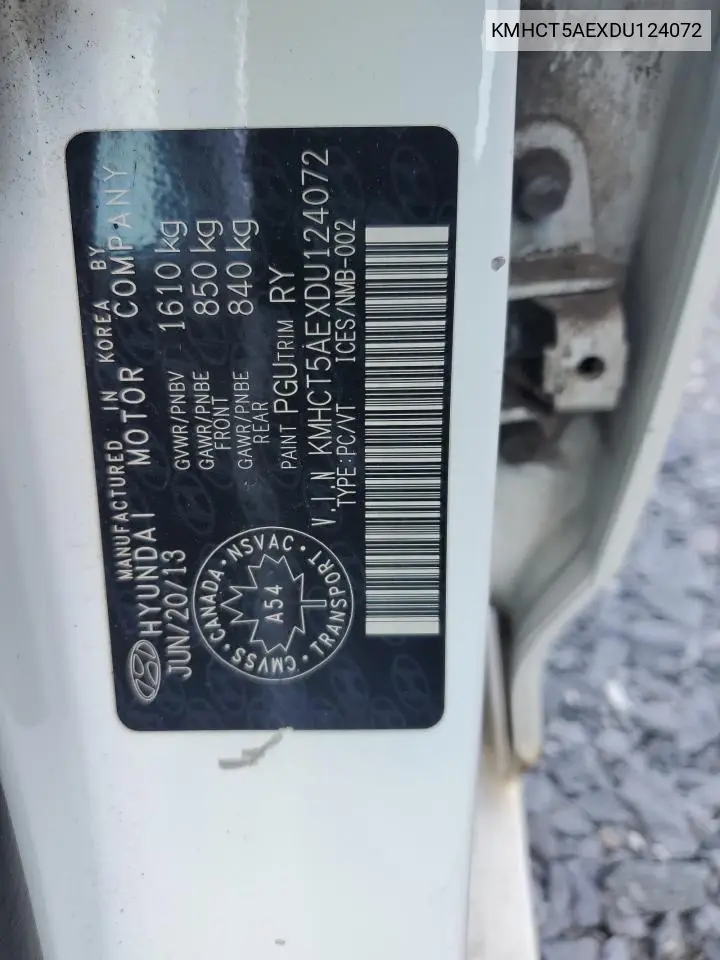 KMHCT5AEXDU124072
MANUFACTURED IN KOREA BY
HYUNDAI MOTOR COMPANY
JUN/20/13
GVWR/PNBV 1610 kg
GAWR/PNBE FRONT 850 kg
GAWR/PNBE REAR 840 kg
PAINT PGU TRIM RY
V.I.N KMHCT5AEXDU124072
TYPE:PC/VT ICES/NMB-002
CANADA · NSVAC · TRANSPORT · CMVSS
A54